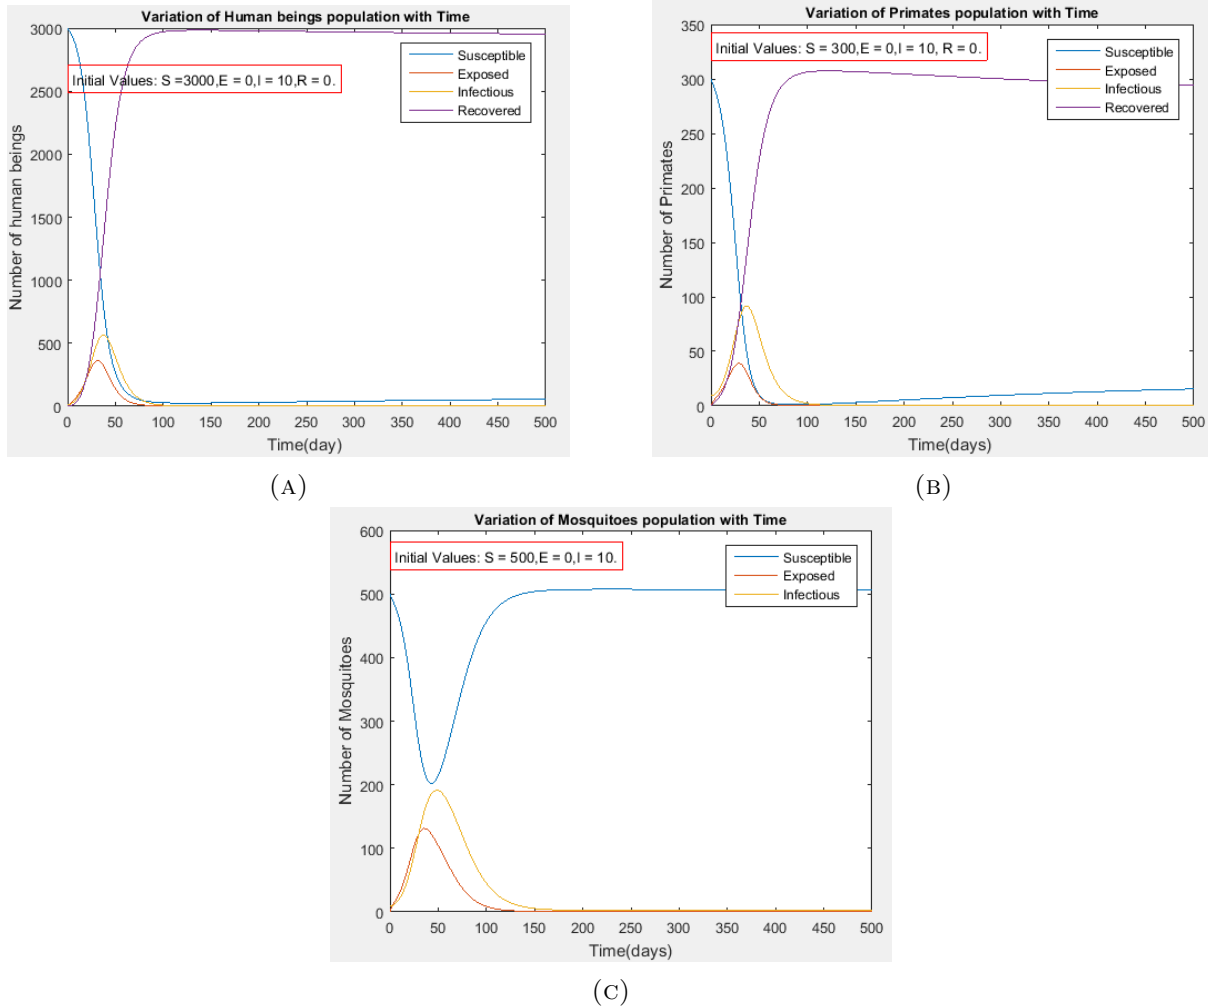 Variation of Human beings population with Time
3000
2500
2000
1500
1000
500
0
Number of human beings
Initial Values: S =3000,E = 0,I = 10,R = 0.
Susceptible
Exposed
Infectious
Recovered
0 50 100 150 200 250 300 350 400 450 500
Time(day)
(A)
Variation of Primates population with Time
350
300
250
200
150
100
50
0
Number of Primates
Initial Values: S = 300,E = 0,I = 10, R = 0.
Susceptible
Exposed
Infectious
Recovered
0 50 100 150 200 250 300 350 400 450 500
Time(days)
(B)
Variation of Mosquitoes population with Time
600
500
400
300
200
100
0
Number of Mosquitoes
Initial Values: S = 500,E = 0,I = 10.
Susceptible
Exposed
Infectious
0 50 100 150 200 250 300 350 400 450 500
Time(days)
(C)